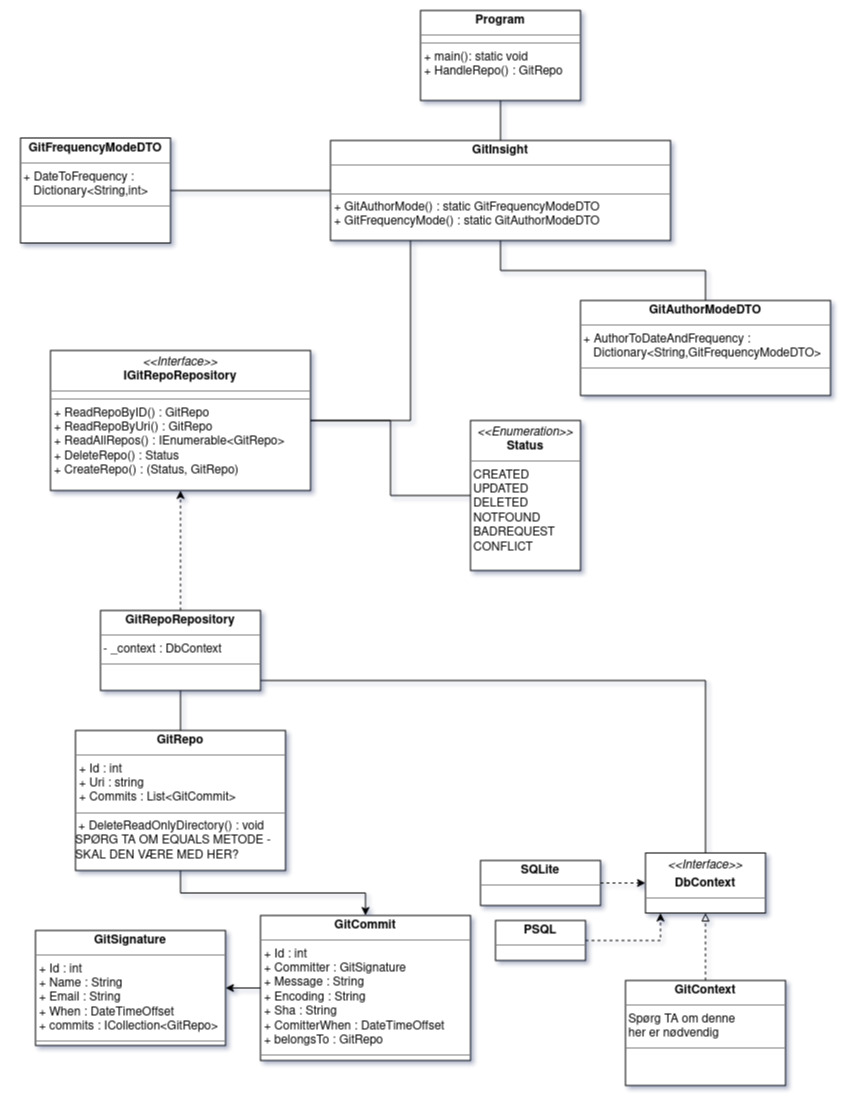 Program
+ main(): static void
+ HandleRepo() : GitRepo
GitFrequencyModeDTO
+ DateToFrequency :
Dictionary<String,int>
GitInsight
+ GitAuthorMode() : static GitFrequencyModeDTO
+ GitFrequencyMode() : static GitAuthorModeDTO
GitAuthorModeDTO
+ AuthorToDateAndFrequency :
Dictionary<String,GitFrequencyModeDTO>
<<Interface>>
IGitRepoRepository
+ ReadRepoByID() : GitRepo
+ ReadRepoByUri() : GitRepo
+ ReadAllRepos() : IEnumerable<GitRepo>
+ DeleteRepo() : Status
+ CreateRepo() : (Status, GitRepo)
<<Enumeration>>
Status
CREATED
UPDATED
DELETED
NOTFOUND
BADREQUEST
CONFLICT
GitRepoRepository
- _context : DbContext
GitRepo
+ Id : int
+ Uri : string
+ Commits : List<GitCommit>
+ DeleteReadOnlyDirectory() : void
SPØRG TA OM EQUALS METODE -
SKAL DEN VÆRE MED HER?
SQLite
<<Interface>>
DbContext
PSQL
GitSignature
+ Id : int
+ Name : String
+ Email : String
+ When : DateTimeOffset
+ commits : ICollection<GitRepo>
GitCommit
+ Id : int
+ Committer : GitSignature
+ Message : String
+ Encoding : String
+ Sha : String
+ ComitterWhen : DateTimeOffset
+ belongsTo : GitRepo
GitContext
Spørg TA om denne
her er nødvendig